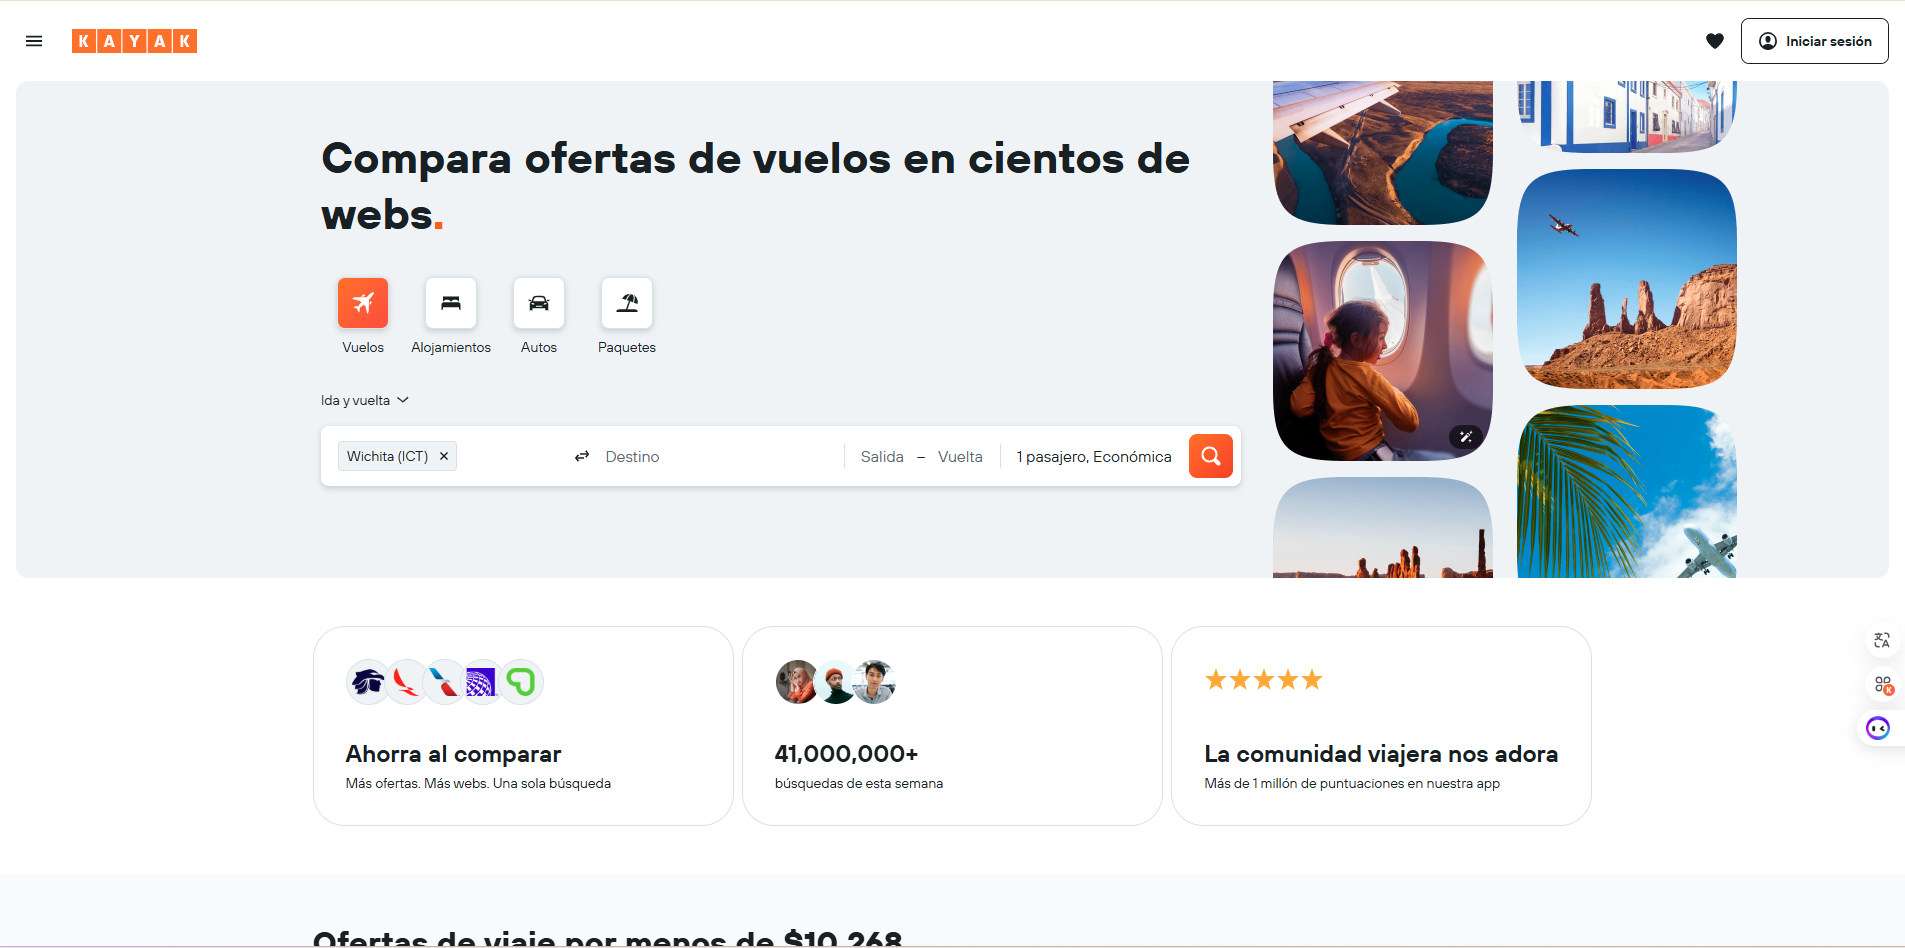 KAYAK
Iniciar sesión
Compara ofertas de vuelos en cientos de
webs.
Vuelos
Alojamientos
Autos
Paquetes
Ida y vuelta
Wichita (ICT)
Destino
Salida – Vuelta
1 pasajero, Económica
Ahorra al comparar
Más ofertas. Más webs. Una sola búsqueda
41,000,000+
búsquedas de esta semana
La comunidad viajera nos adora
Más de 1 millón de puntuaciones en nuestra app
Ofertas de viaje por menos de $10,268